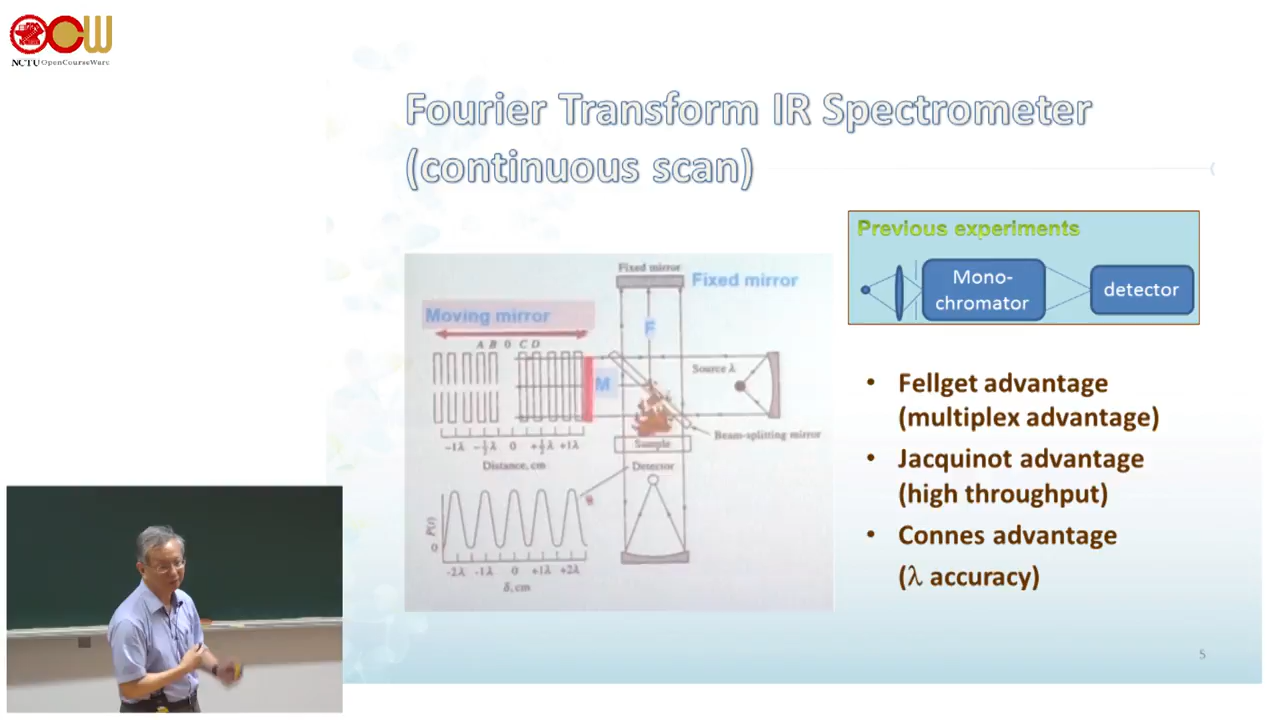 NCTU OpenCourseWare
Fourier Transform IR Spectrometer
(continuous scan)
Previous experiments
Mono-
chromator
detector
Fixed mirror
Fixed mirror
Moving mirror
F
A B 0 C D
M
Source λ
Beam-splitting mirror
Sample
-1λ -½λ 0 +½λ +1λ
Distance, cm
Detector
P(t)
0
-2λ -1λ 0 +1λ +2λ
δ, cm
• Fellget advantage
(multiplex advantage)
• Jacquinot advantage
(high throughput)
• Connes advantage
(λ accuracy)
5